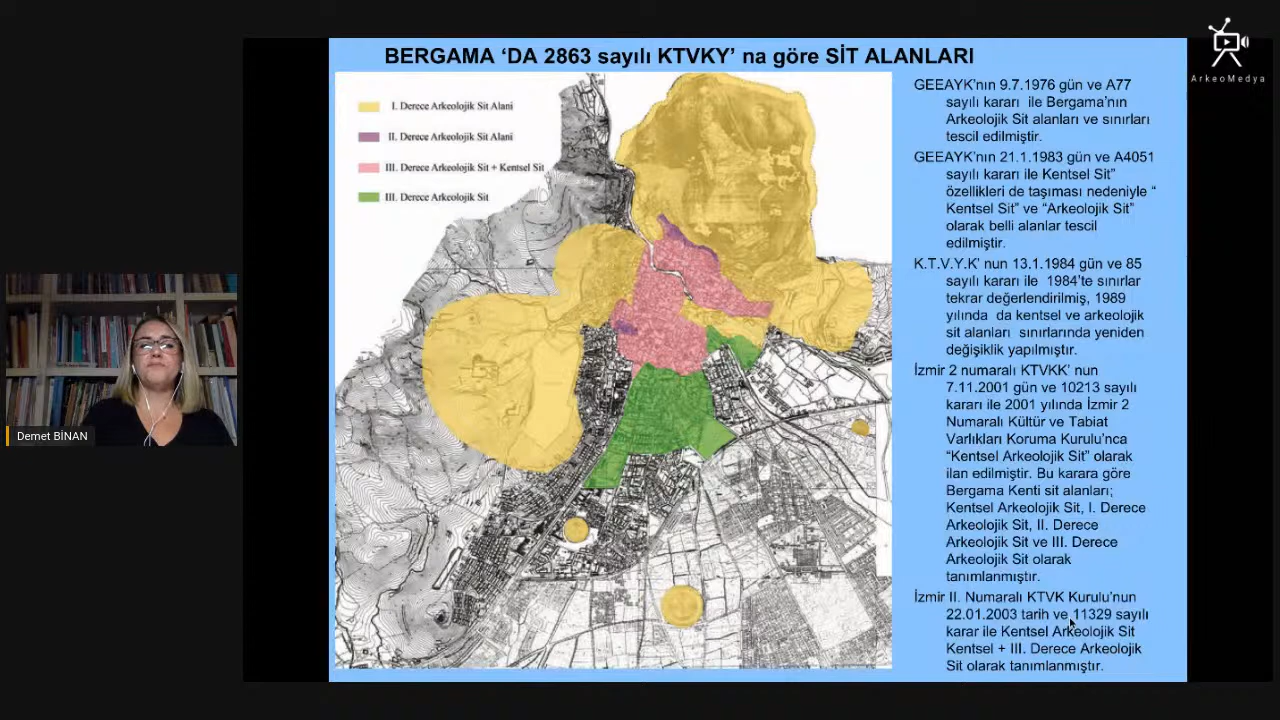 BERGAMA ‘DA 2863 sayılı KTVKY’ na göre SİT ALANLARI
ArkeoMedya
I. Derece Arkeolojik Sit Alani
II. Derece Arkeolojik Sit Alani
III. Derece Arkeolojik Sit + Kentsel Sit
III. Derece Arkeolojik Sit
GEEAYK’nın 9.7.1976 gün ve A77
sayılı kararı ile Bergama’nın
Arkeolojik Sit alanları ve sınırları
tescil edilmiştir.
GEEAYK’nın 21.1.1983 gün ve A4051
sayılı kararı ile Kentsel Sit”
özellikleri de taşıması nedeniyle “
Kentsel Sit” ve “Arkeolojik Sit”
olarak belli alanlar tescil
edilmiştir.
K.T.V.Y.K’ nun 13.1.1984 gün ve 85
sayılı kararı ile 1984’te sınırlar
tekrar değerlendirilmiş, 1989
yılında da kentsel ve arkeolojik
sit alanları sınırlarında yeniden
değişiklik yapılmıştır.
İzmir 2 numaralı KTVKK’ nun
7.11.2001 gün ve 10213 sayılı
kararı ile 2001 yılında İzmir 2
Numaralı Kültür ve Tabiat
Varlıkları Koruma Kurulu’nca
“Kentsel Arkeolojik Sit” olarak
ilan edilmiştir. Bu karara göre
Bergama Kenti sit alanları;
Kentsel Arkeolojik Sit, I. Derece
Arkeolojik Sit, II. Derece
Arkeolojik Sit ve III. Derece
Arkeolojik Sit olarak
tanımlanmıştır.
İzmir II. Numaralı KTVK Kurulu’nun
22.01.2003 tarih ve 11329 sayılı
karar ile Kentsel Arkeolojik Sit
Kentsel + III. Derece Arkeolojik
Sit olarak tanımlanmıştır.
Demet BİNAN